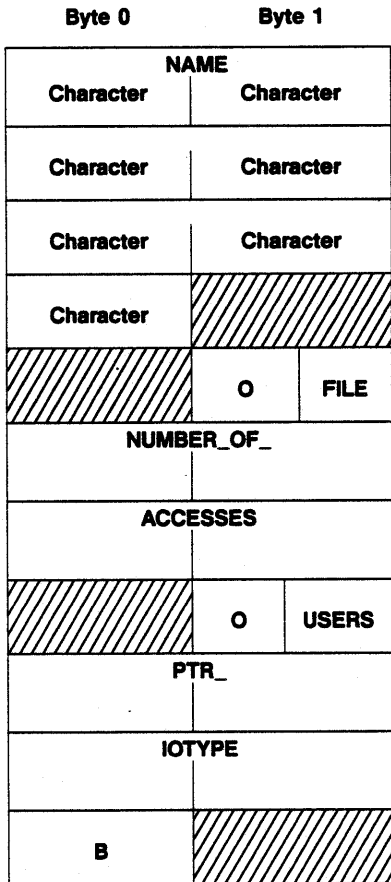 Byte 0 Byte 1
NAME
Character Character
Character Character
Character Character
Character
O FILE
NUMBER_OF_
ACCESSES
O USERS
PTR_
IOTYPE
B